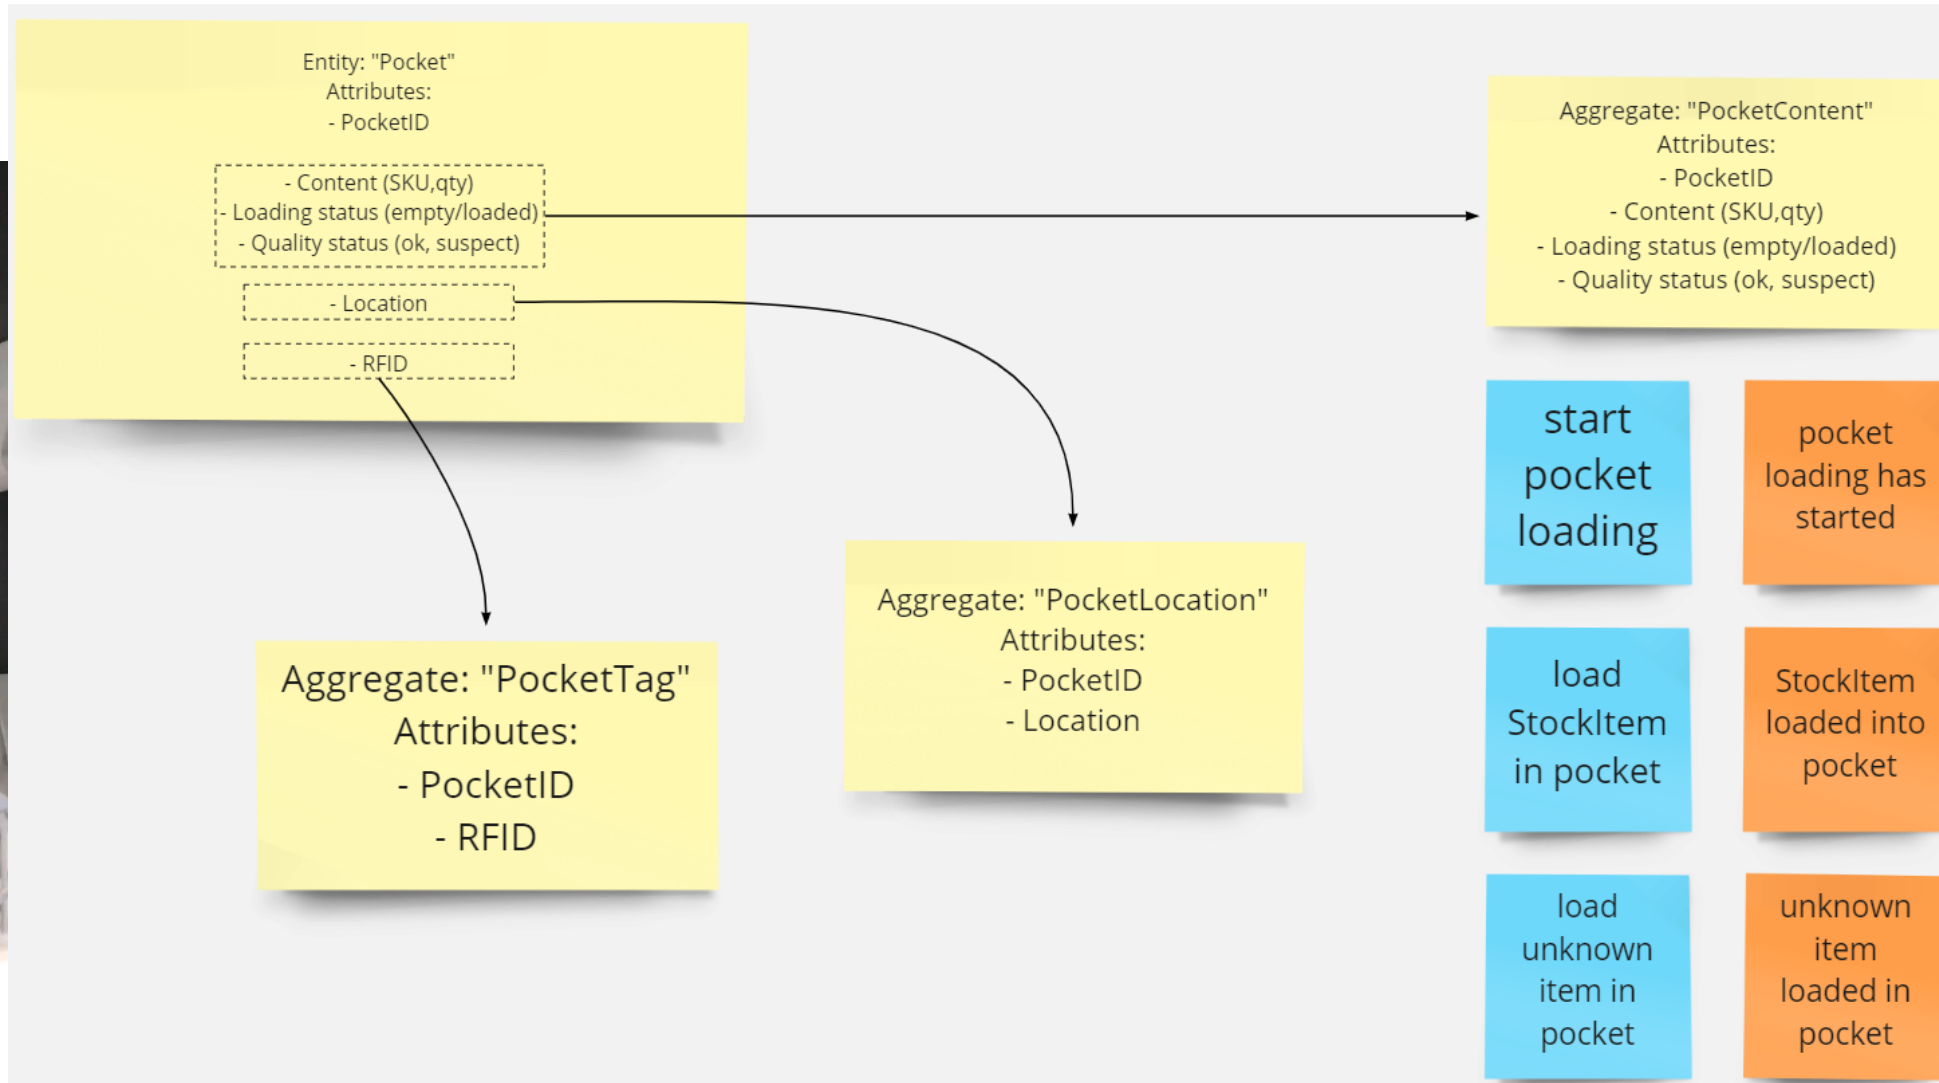 Entity: "Pocket"
Attributes:
- PocketID
- Content (SKU,qty)
- Loading status (empty/loaded)
- Quality status (ok, suspect)
- Location
- RFID
Aggregate: "PocketContent"
Attributes:
- PocketID
- Content (SKU,qty)
- Loading status (empty/loaded)
- Quality status (ok, suspect)
Aggregate: "PocketTag"
Attributes:
- PocketID
- RFID
Aggregate: "PocketLocation"
Attributes:
- PocketID
- Location
start
pocket
loading
pocket
loading has
started
load
StockItem
in pocket
StockItem
loaded into
pocket
load
unknown
item in
pocket
unknown
item
loaded in
pocket